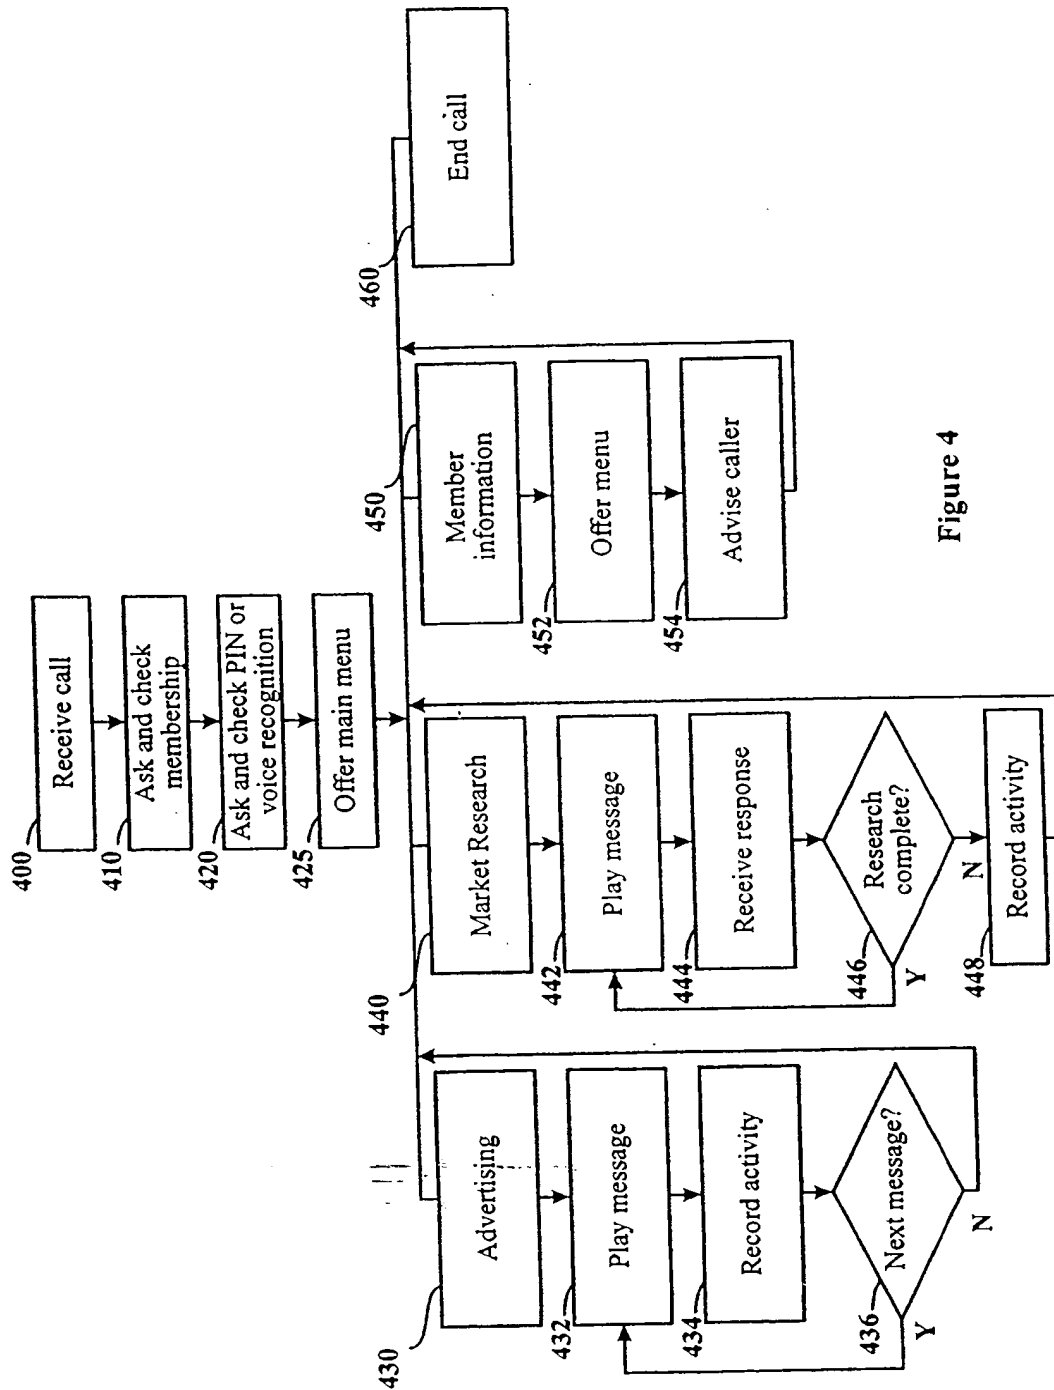 400
Receive call
410
Ask and check
membership
420
Ask and check PIN or
voice recognition
425
Offer main menu
430
Advertising
432
Play message
434
Record activity
436
Next message?
Y
N
440
Market Research
442
Play message
444
Receive response
446
Research
complete?
Y
N
448
Record activity
450
Member
information
452
Offer menu
454
Advise caller
460
End call
Figure 4